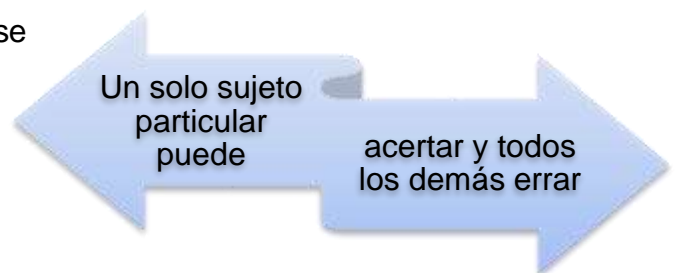 se
Un solo sujeto
particular
puede
acertar y todos
los demás errar